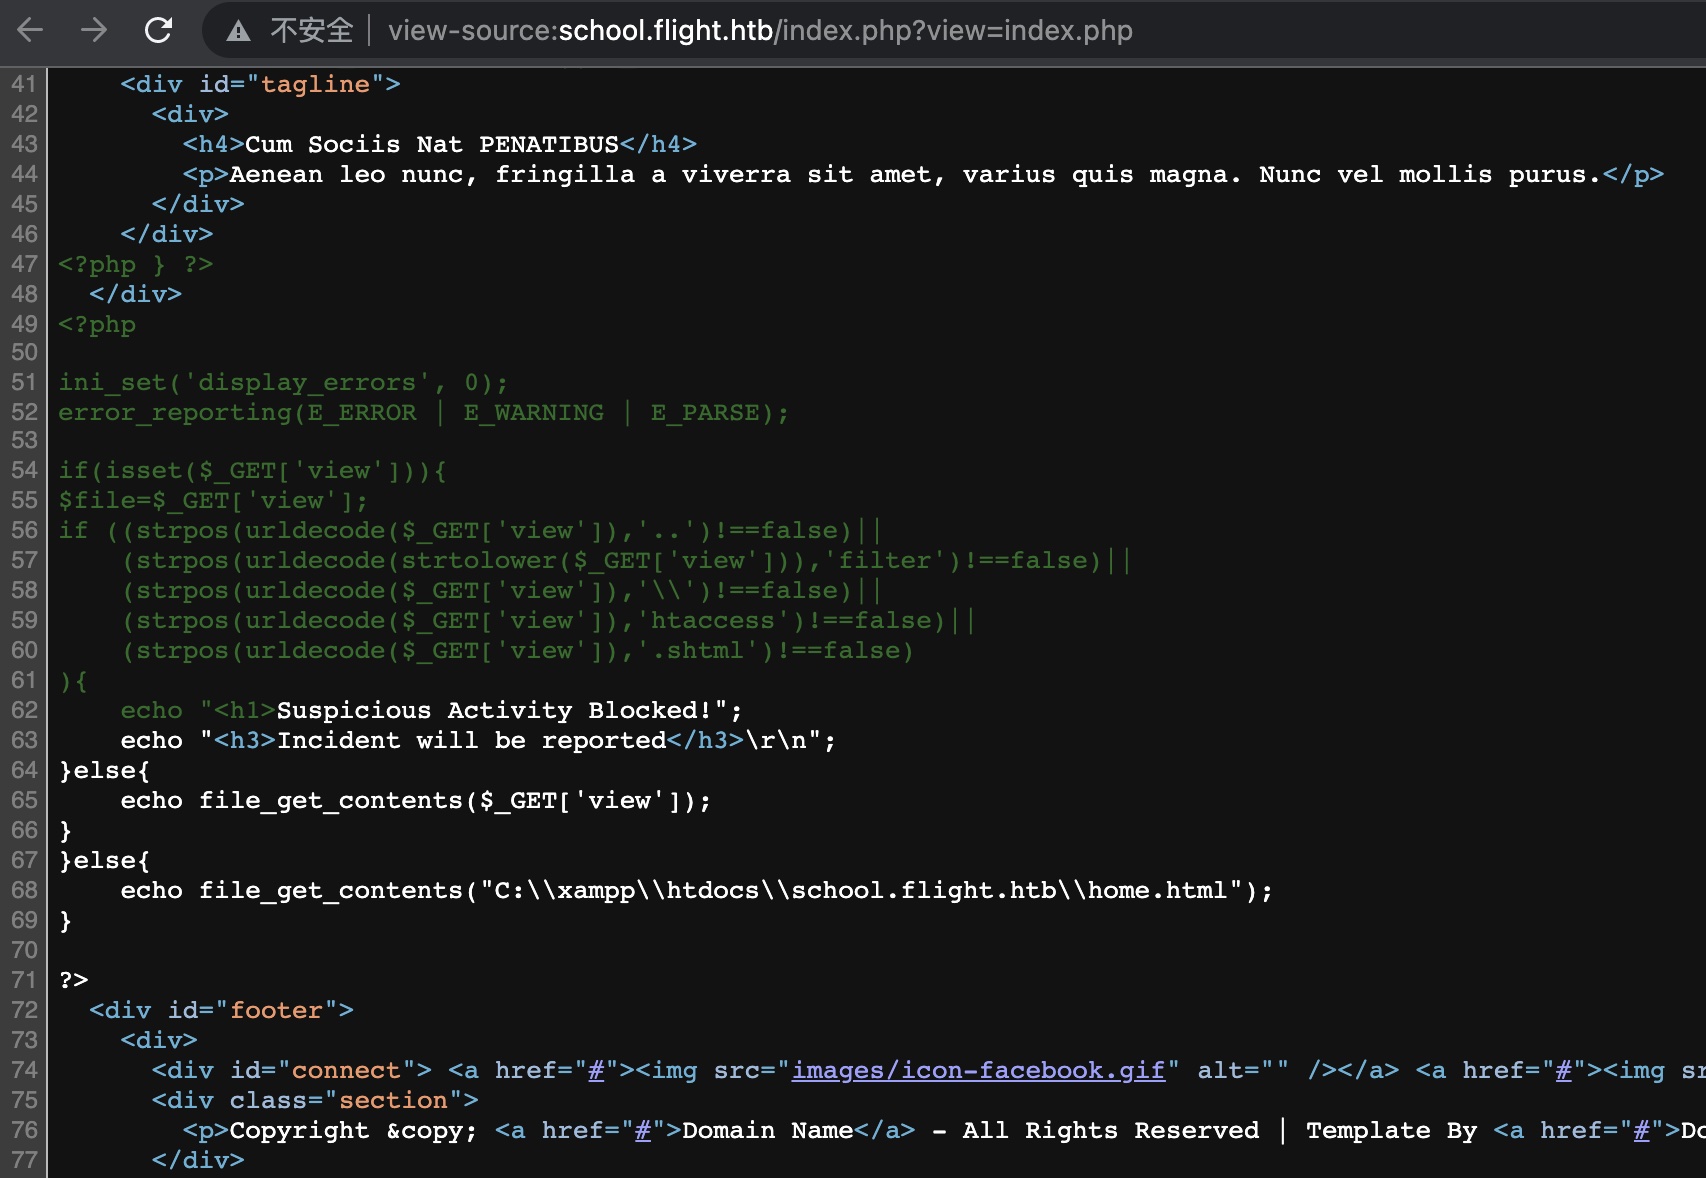 不安全 | view-source:school.flight.htb/index.php?view=index.php
41     <div id="tagline">
42       <div>
43         <h4>Cum Sociis Nat PENATIBUS</h4>
44         <p>Aenean leo nunc, fringilla a viverra sit amet, varius quis magna. Nunc vel mollis purus.</p>
45       </div>
46     </div>
47 <?php } ?>
48   </div>
49 <?php
50
51 ini_set('display_errors', 0);
52 error_reporting(E_ERROR | E_WARNING | E_PARSE);
53
54 if(isset($_GET['view'])){
55 $file=$_GET['view'];
56 if ((strpos(urldecode($_GET['view']),'..')!==false)||
57     (strpos(urldecode(strtolower($_GET['view'])),'filter')!==false)||
58     (strpos(urldecode($_GET['view']),'\\')!==false)||
59     (strpos(urldecode($_GET['view']),'htaccess')!==false)||
60     (strpos(urldecode($_GET['view']),'.shtml')!==false)
61 ){
62     echo "<h1>Suspicious Activity Blocked!";
63     echo "<h3>Incident will be reported</h3>\r\n";
64 }else{
65     echo file_get_contents($_GET['view']);
66 }
67 }else{
68     echo file_get_contents("C:\\xampp\\htdocs\\school.flight.htb\\home.html");
69 }
70
71 ?>
72   <div id="footer">
73     <div>
74       <div id="connect"> <a href="#"><img src="images/icon-facebook.gif" alt="" /></a> <a href="#"><img sr
75       <div class="section">
76         <p>Copyright &copy; <a href="#">Domain Name</a> - All Rights Reserved | Template By <a href="#">Do
77       </div>